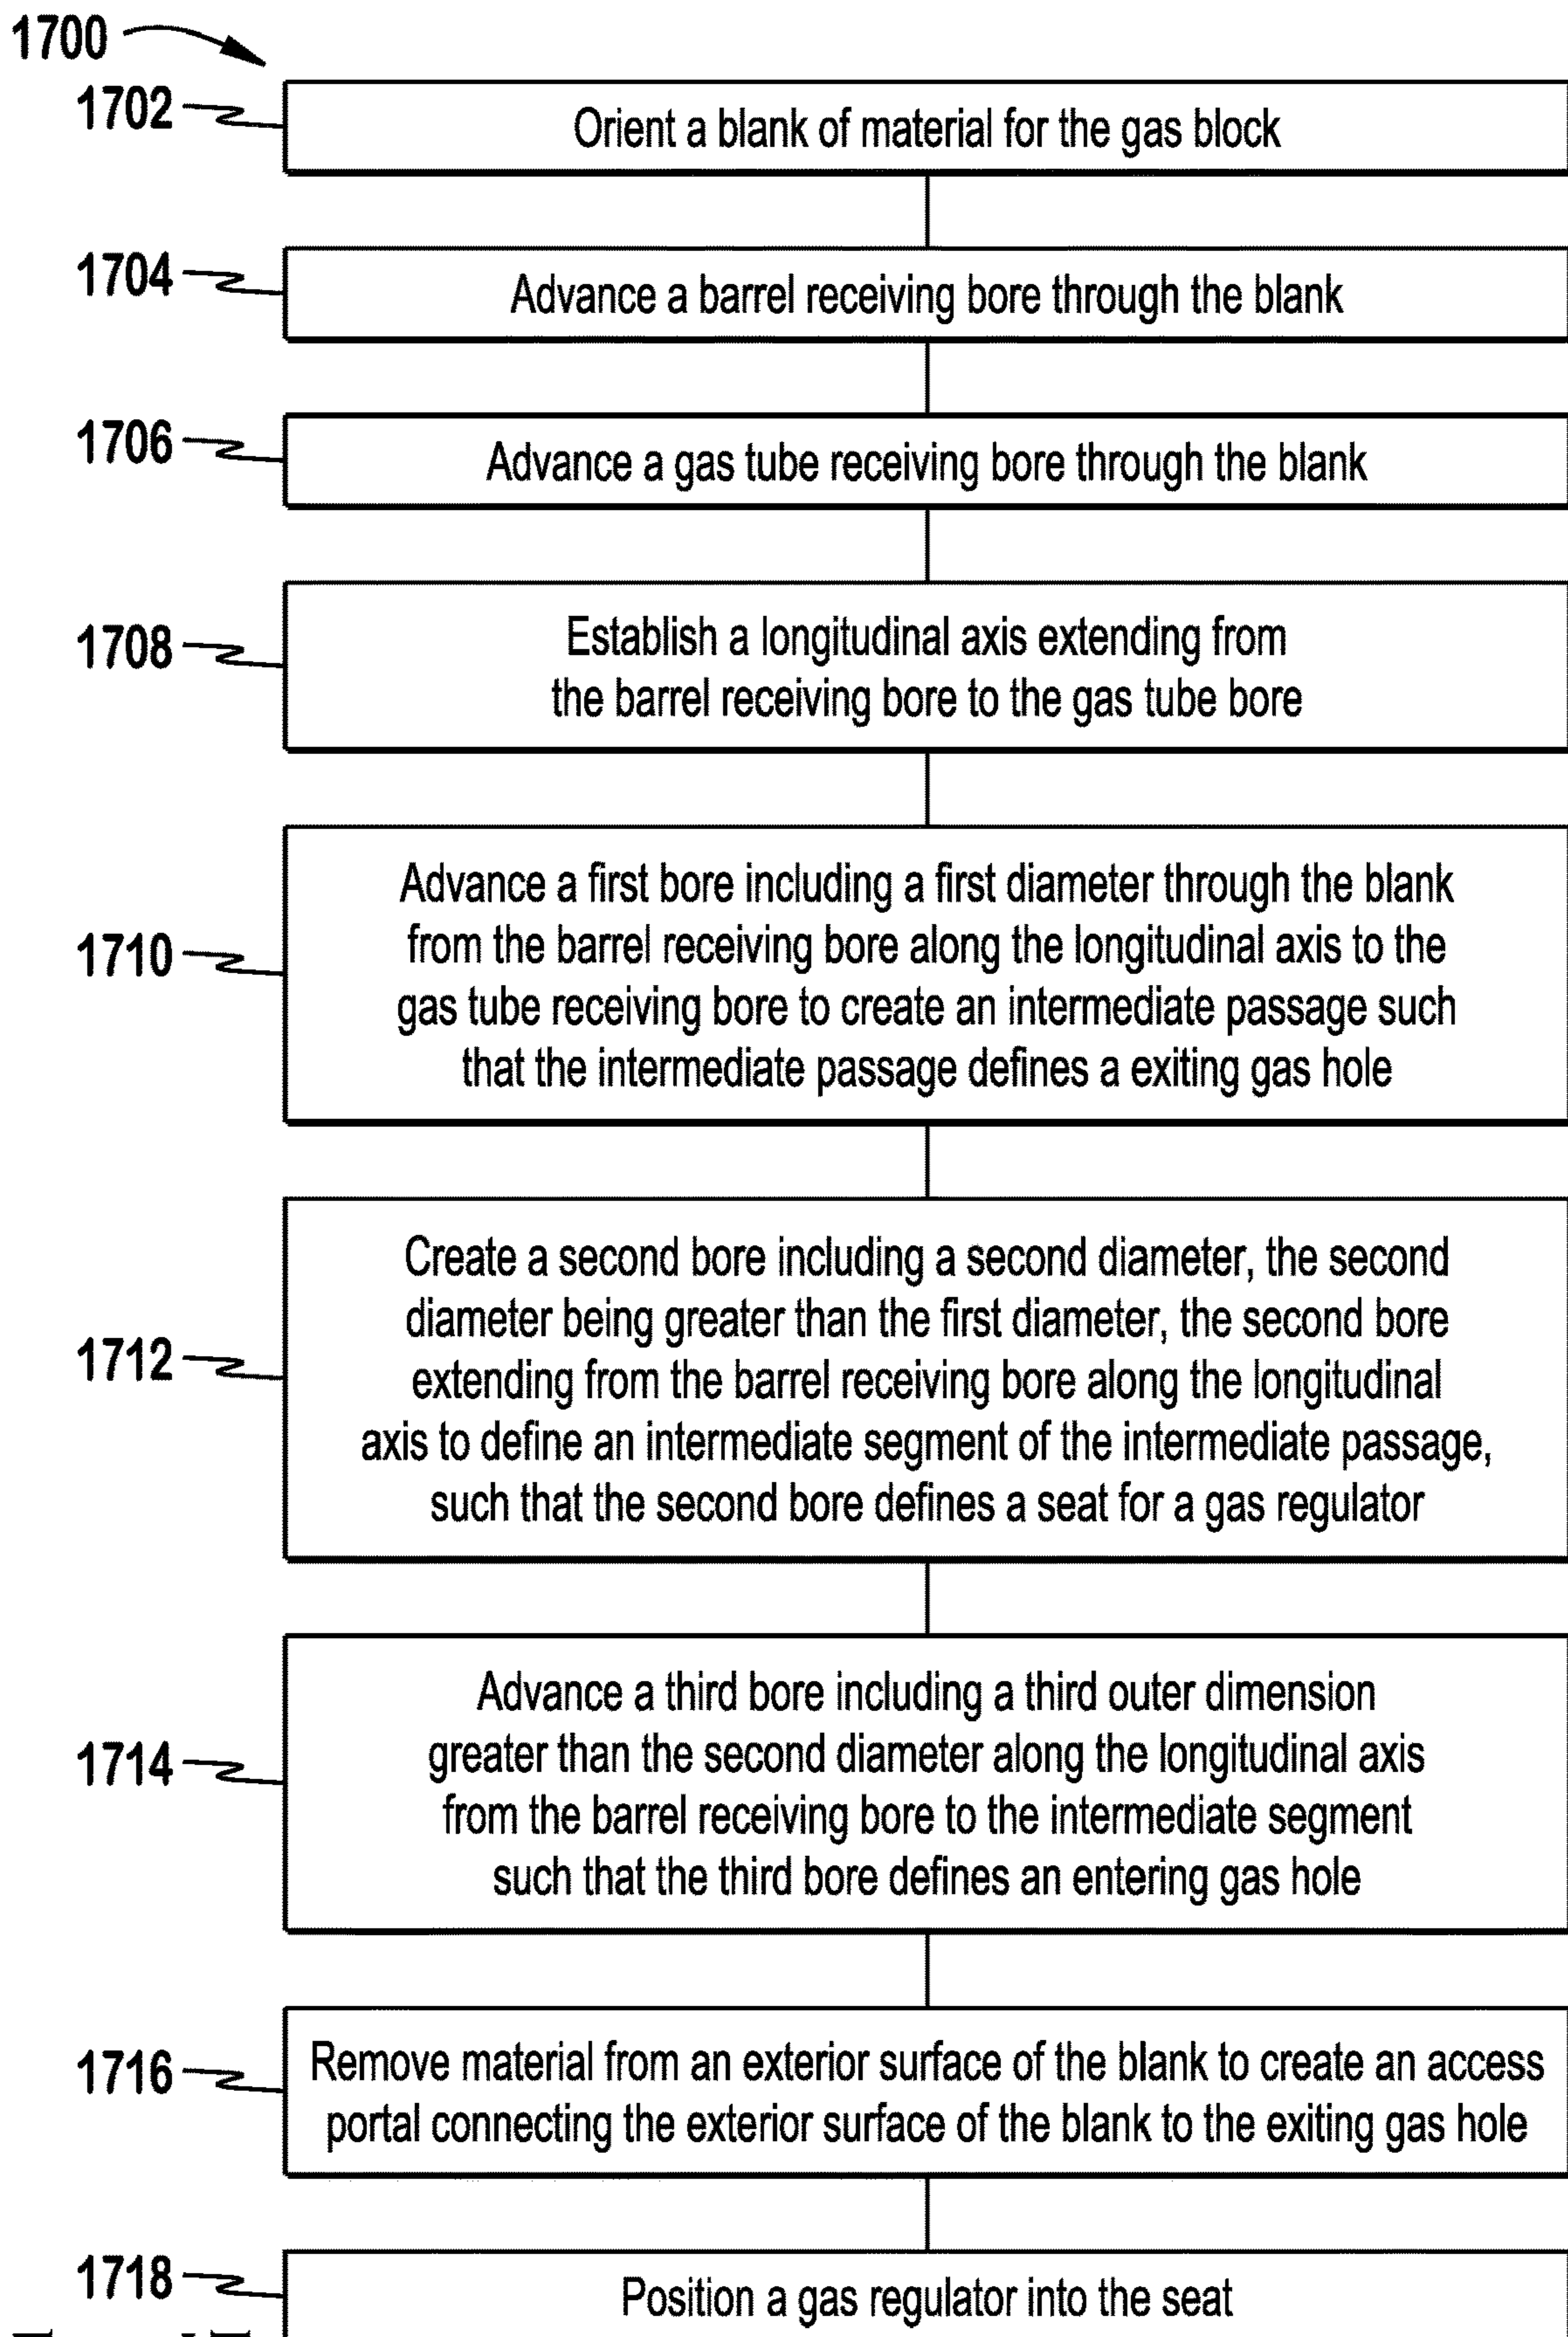 1700
1702
Orient a blank of material for the gas block
1704
Advance a barrel receiving bore through the blank
1706
Advance a gas tube receiving bore through the blank
1708
Establish a longitudinal axis extending from
the barrel receiving bore to the gas tube bore
1710
Advance a first bore including a first diameter through the blank
from the barrel receiving bore along the longitudinal axis to the
gas tube receiving bore to create an intermediate passage such
that the intermediate passage defines a exiting gas hole
1712
Create a second bore including a second diameter, the second
diameter being greater than the first diameter, the second bore
extending from the barrel receiving bore along the longitudinal
axis to define an intermediate segment of the intermediate passage,
such that the second bore defines a seat for a gas regulator
1714
Advance a third bore including a third outer dimension
greater than the second diameter along the longitudinal axis
from the barrel receiving bore to the intermediate segment
such that the third bore defines an entering gas hole
1716
Remove material from an exterior surface of the blank to create an access
portal connecting the exterior surface of the blank to the exiting gas hole
1718
Position a gas regulator into the seat